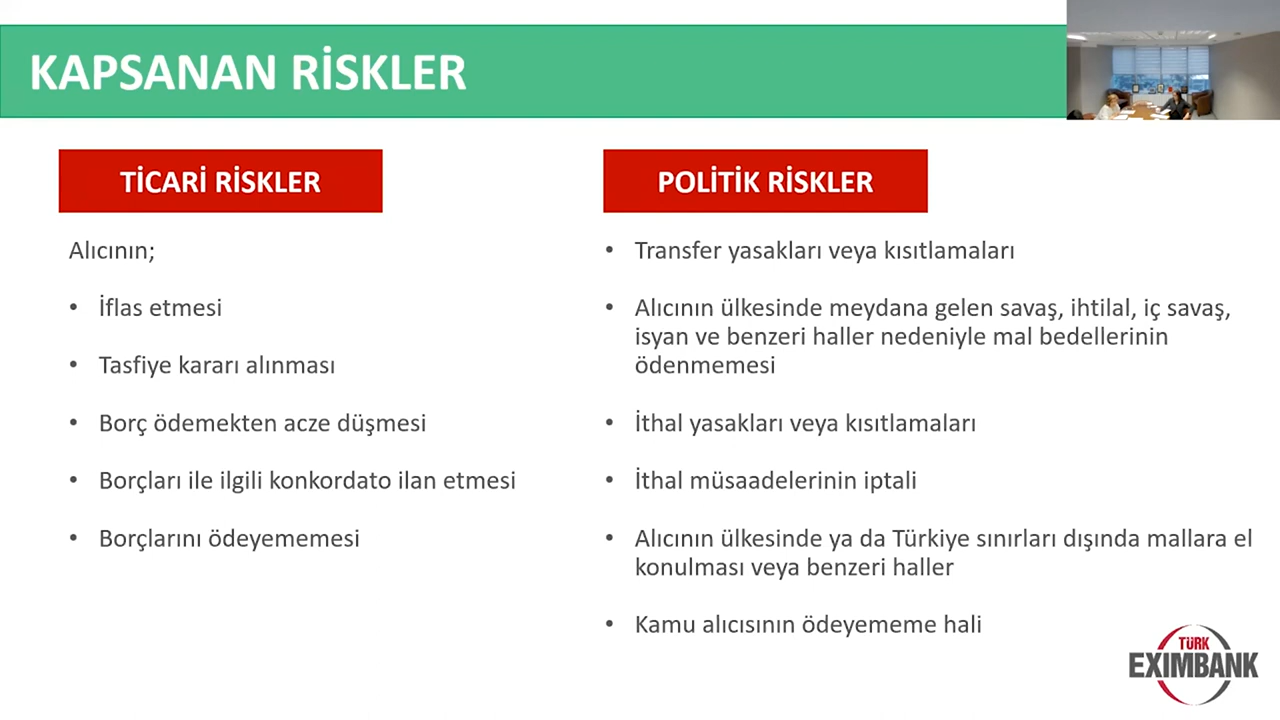 KAPSANAN RİSKLER
TİCARİ RİSKLER
Alıcının;
• İflas etmesi
• Tasfiye kararı alınması
• Borç ödemekten acze düşmesi
• Borçları ile ilgili konkordato ilan etmesi
• Borçlarını ödeyememesi
POLİTİK RİSKLER
• Transfer yasakları veya kısıtlamaları
• Alıcının ülkesinde meydana gelen savaş, ihtilal, iç savaş,
isyan ve benzeri haller nedeniyle mal bedellerinin
ödenmemesi
• İthal yasakları veya kısıtlamaları
• İthal müsaadelerinin iptali
• Alıcının ülkesinde ya da Türkiye sınırları dışında mallara el
konulması veya benzeri haller
• Kamu alıcısının ödeyememe hali
TÜRK
EXIMBANK